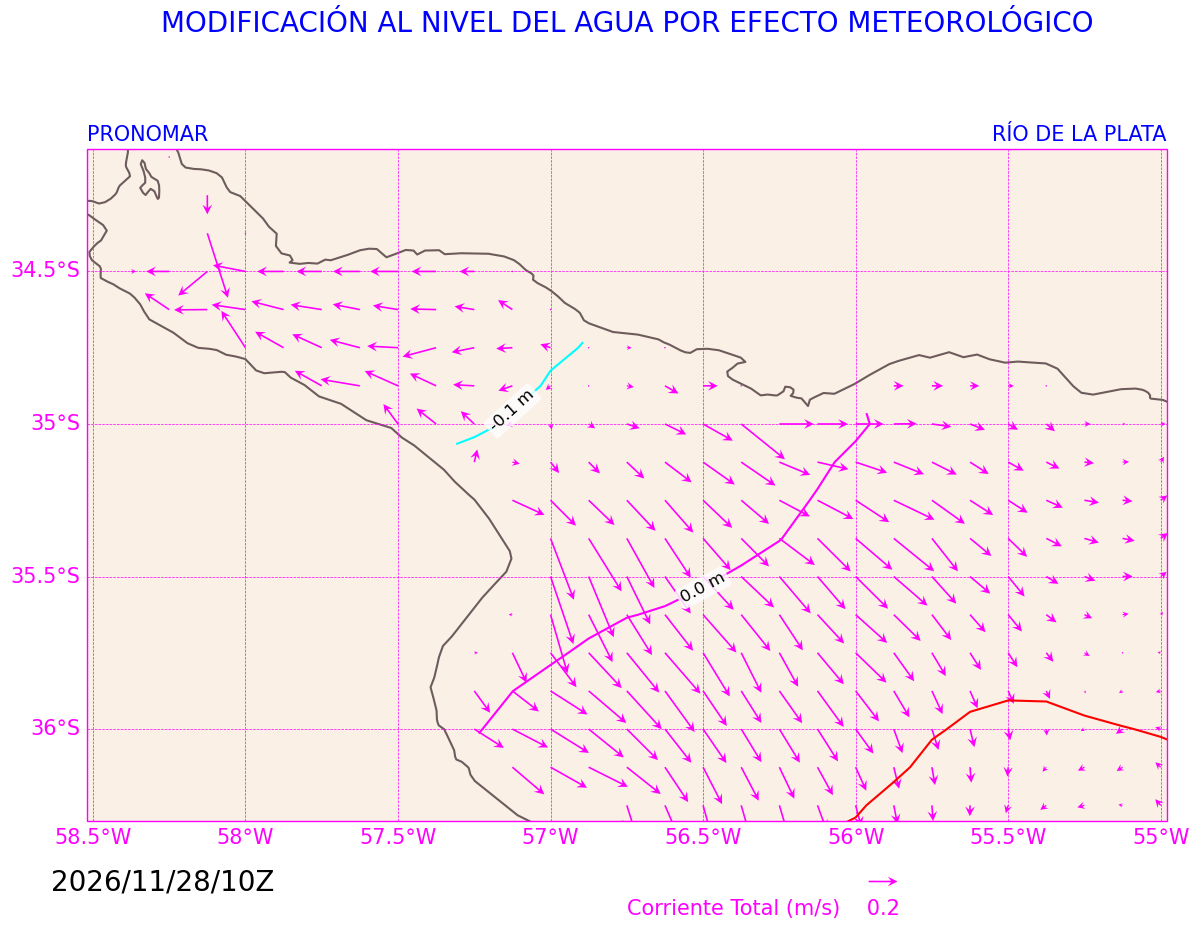 MODIFICACIÓN AL NIVEL DEL AGUA POR EFECTO METEOROLÓGICO
PRONOMAR
RÍO DE LA PLATA
34.5°S
35°S
35.5°S
36°S
-0.1 m
0.0 m
58.5°W 58°W 57.5°W 57°W 56.5°W 56°W 55.5°W 55°W
2026/11/28/10Z
Corriente Total (m/s) 0.2